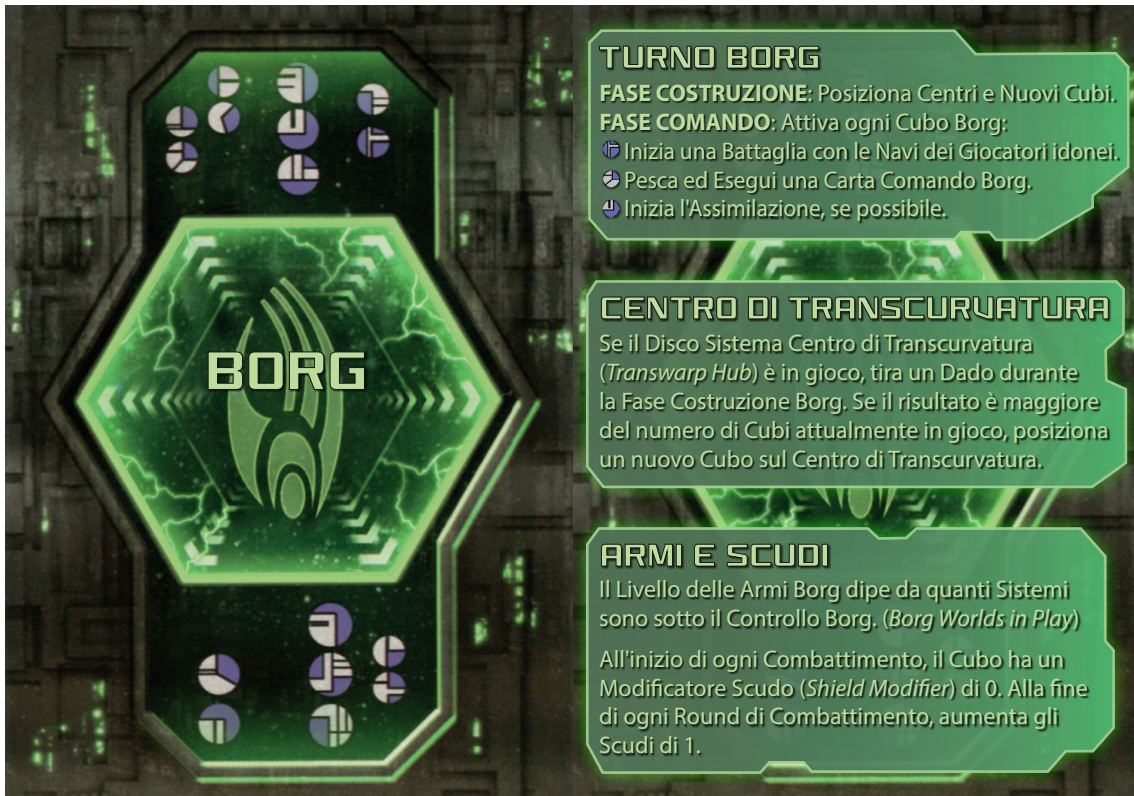 BORG
TURNO BORG
FASE COSTRUZIONE: Posiziona Centri e Nuovi Cubi.
FASE COMANDO: Attiva ogni Cubo Borg:
Inizia una Battaglia con le Navi dei Giocatori idonei.
Pesca ed Esegui una Carta Comando Borg.
Inizia l'Assimilazione, se possibile.
CENTRO DI TRANSCURVATURA
Se il Disco Sistema Centro di Transcurvatura
(Transwarp Hub) è in gioco, tira un Dado durante
la Fase Costruzione Borg. Se il risultato è maggiore
del numero di Cubi attualmente in gioco, posiziona
un nuovo Cubo sul Centro di Transcurvatura.
ARMI E SCUDI
Il Livello delle Armi Borg dipe da quanti Sistemi
sono sotto il Controllo Borg. (Borg Worlds in Play)
All'inizio di ogni Combattimento, il Cubo ha un
Modificatore Scudo (Shield Modifier) di 0. Alla fine
di ogni Round di Combattimento, aumenta gli
Scudi di 1.